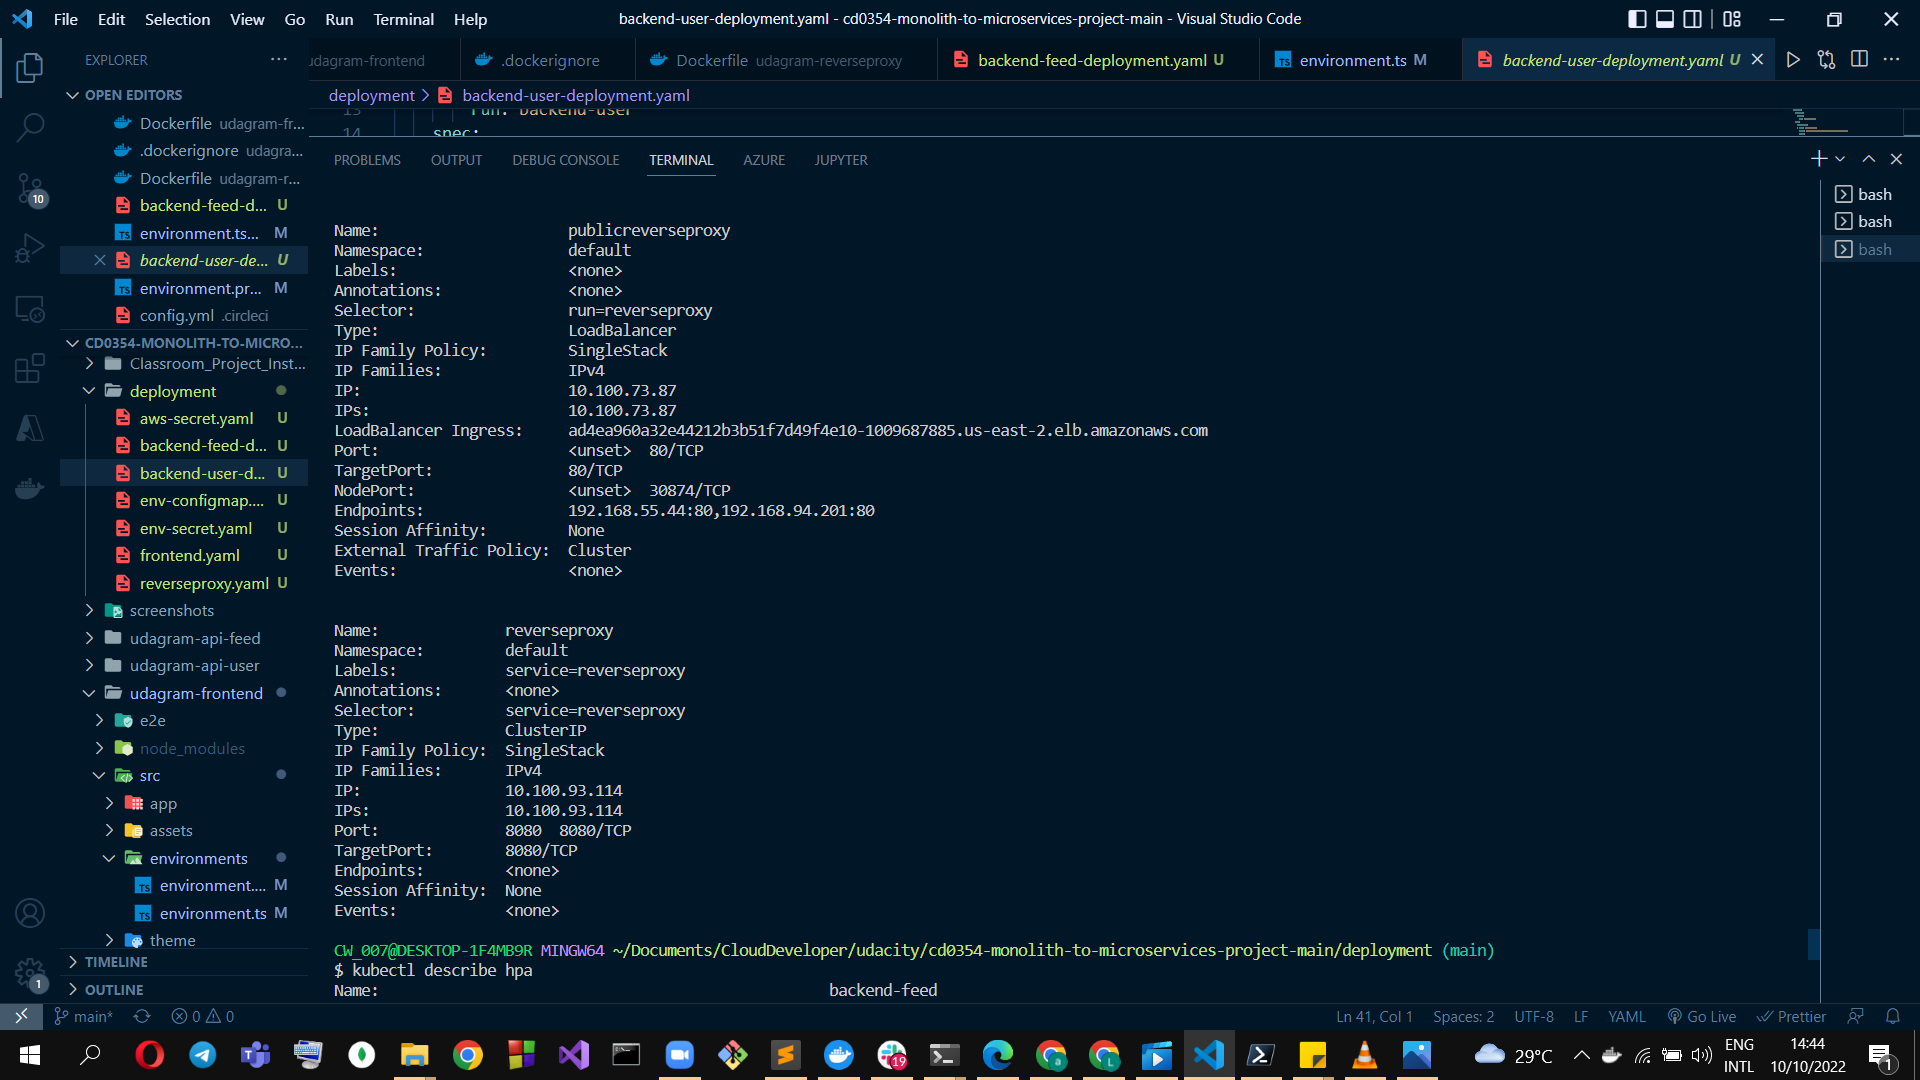 File Edit Selection View Go Run Terminal Help
backend-user-deployment.yaml - cd0354-monolith-to-microservices-project-main - Visual Studio Code
EXPLORER
udagram-frontend
.dockerignore
Dockerfile udagram-reverseproxy
backend-feed-deployment.yaml U
environment.ts M
backend-user-deployment.yaml U
OPEN EDITORS
Dockerfile udagram-fr...
.dockerignore udagra...
Dockerfile udagram-r...
backend-feed-d... U
environment.ts... M
backend-user-de... U
environment.pr... M
config.yml .circleci
CD0354-MONOLITH-TO-MICRO...
Classroom_Project_Inst...
deployment
aws-secret.yaml U
backend-feed-d... U
backend-user-d... U
env-configmap.... U
env-secret.yaml U
frontend.yaml U
reverseproxy.yaml U
screenshots
udagram-api-feed
udagram-api-user
udagram-frontend
e2e
node_modules
src
app
assets
environments
environment.... M
environment.ts M
theme
TIMELINE
OUTLINE
10
1
deployment > backend-user-deployment.yaml
13 run: backend-user
14 spec:
PROBLEMS OUTPUT DEBUG CONSOLE TERMINAL AZURE JUPYTER
bash
bash
bash
Name: publicreverseproxy
Namespace: default
Labels: <none>
Annotations: <none>
Selector: run=reverseproxy
Type: LoadBalancer
IP Family Policy: SingleStack
IP Families: IPv4
IP: 10.100.73.87
IPs: 10.100.73.87
LoadBalancer Ingress: ad4ea960a32e44212b3b51f7d49f4e10-1009687885.us-east-2.elb.amazonaws.com
Port: <unset> 80/TCP
TargetPort: 80/TCP
NodePort: <unset> 30874/TCP
Endpoints: 192.168.55.44:80,192.168.94.201:80
Session Affinity: None
External Traffic Policy: Cluster
Events: <none>
Name: reverseproxy
Namespace: default
Labels: service=reverseproxy
Annotations: <none>
Selector: service=reverseproxy
Type: ClusterIP
IP Family Policy: SingleStack
IP Families: IPv4
IP: 10.100.93.114
IPs: 10.100.93.114
Port: 8080 8080/TCP
TargetPort: 8080/TCP
Endpoints: <none>
Session Affinity: None
Events: <none>
CW_007@DESKTOP-1F4MB9R MINGW64 ~/Documents/CloudDeveloper/udacity/cd0354-monolith-to-microservices-project-main/deployment (main)
$ kubectl describe hpa
Name: backend-feed
main* 0 0
Ln 41, Col 1 Spaces: 2 UTF-8 LF YAML Go Live Prettier
19
29°C
ENG
INTL
14:44
10/10/2022
1